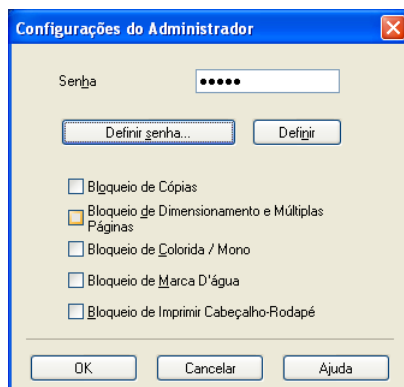 Configurações do Administrador
Senha •••••
Definir senha... Definir
Bloqueio de Cópias
Bloqueio de Dimensionamento e Múltiplas
Páginas
Bloqueio de Colorida / Mono
Bloqueio de Marca D'água
Bloqueio de Imprimir Cabeçalho-Rodapé
OK Cancelar Ajuda